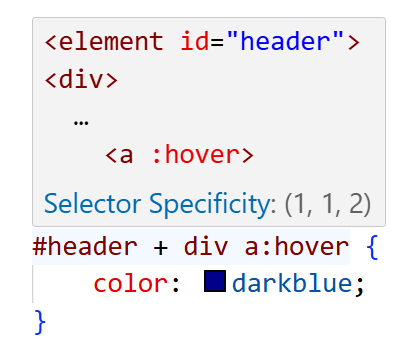 <element id="header">
<div>
…
<a :hover>
Selector Specificity: (1, 1, 2)
#header + div a:hover {
color: darkblue;
}